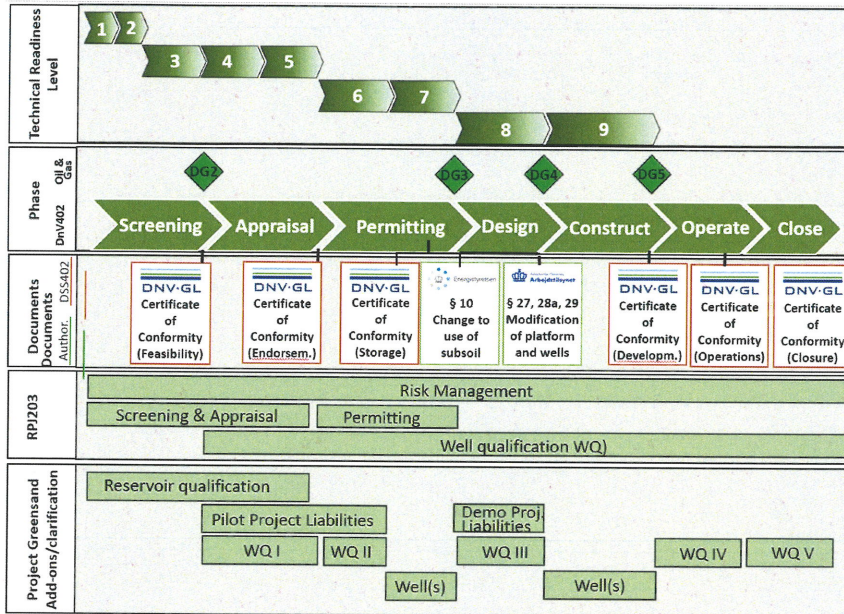 Technical Readiness
Level
1 2
3 4 5
6 7
8 9
Phase
DnV402
Oil &
Gas
DG2 DG3 DG4 DG5
Screening Appraisal Permitting Design Construct Operate Close
Documents
Documents
DSS402
Author.
DNV·GL
Certificate
of
Conformity
(Feasibility)
DNV·GL
Certificate
of
Conformity
(Endorsem.)
DNV·GL
Certificate
of
Conformity
(Storage)
Energistyrelsen
§ 10
Change to
use of
subsoil
Arbejdstilsynet
§ 27, 28a, 29
Modification
of platform
and wells
DNV·GL
Certificate
of
Conformity
(Developm.)
DNV·GL
Certificate
of
Conformity
(Operations)
DNV·GL
Certificate
of
Conformity
(Closure)
RPJ203
Risk Management
Screening & Appraisal Permitting
Well qualification WQ)
Project Greensand
Add-ons/clarification
Reservoir qualification
Pilot Project Liabilities
Demo Proj.
Liabilities
WQ I WQ II WQ III WQ IV WQ V
Well(s) Well(s)